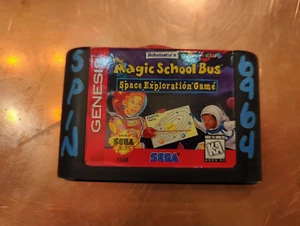 SPIN
GENESIS
Scholastic's
The
Magic School Bus
Space Exploration Game
SEGA
SEGA
K-A
6964